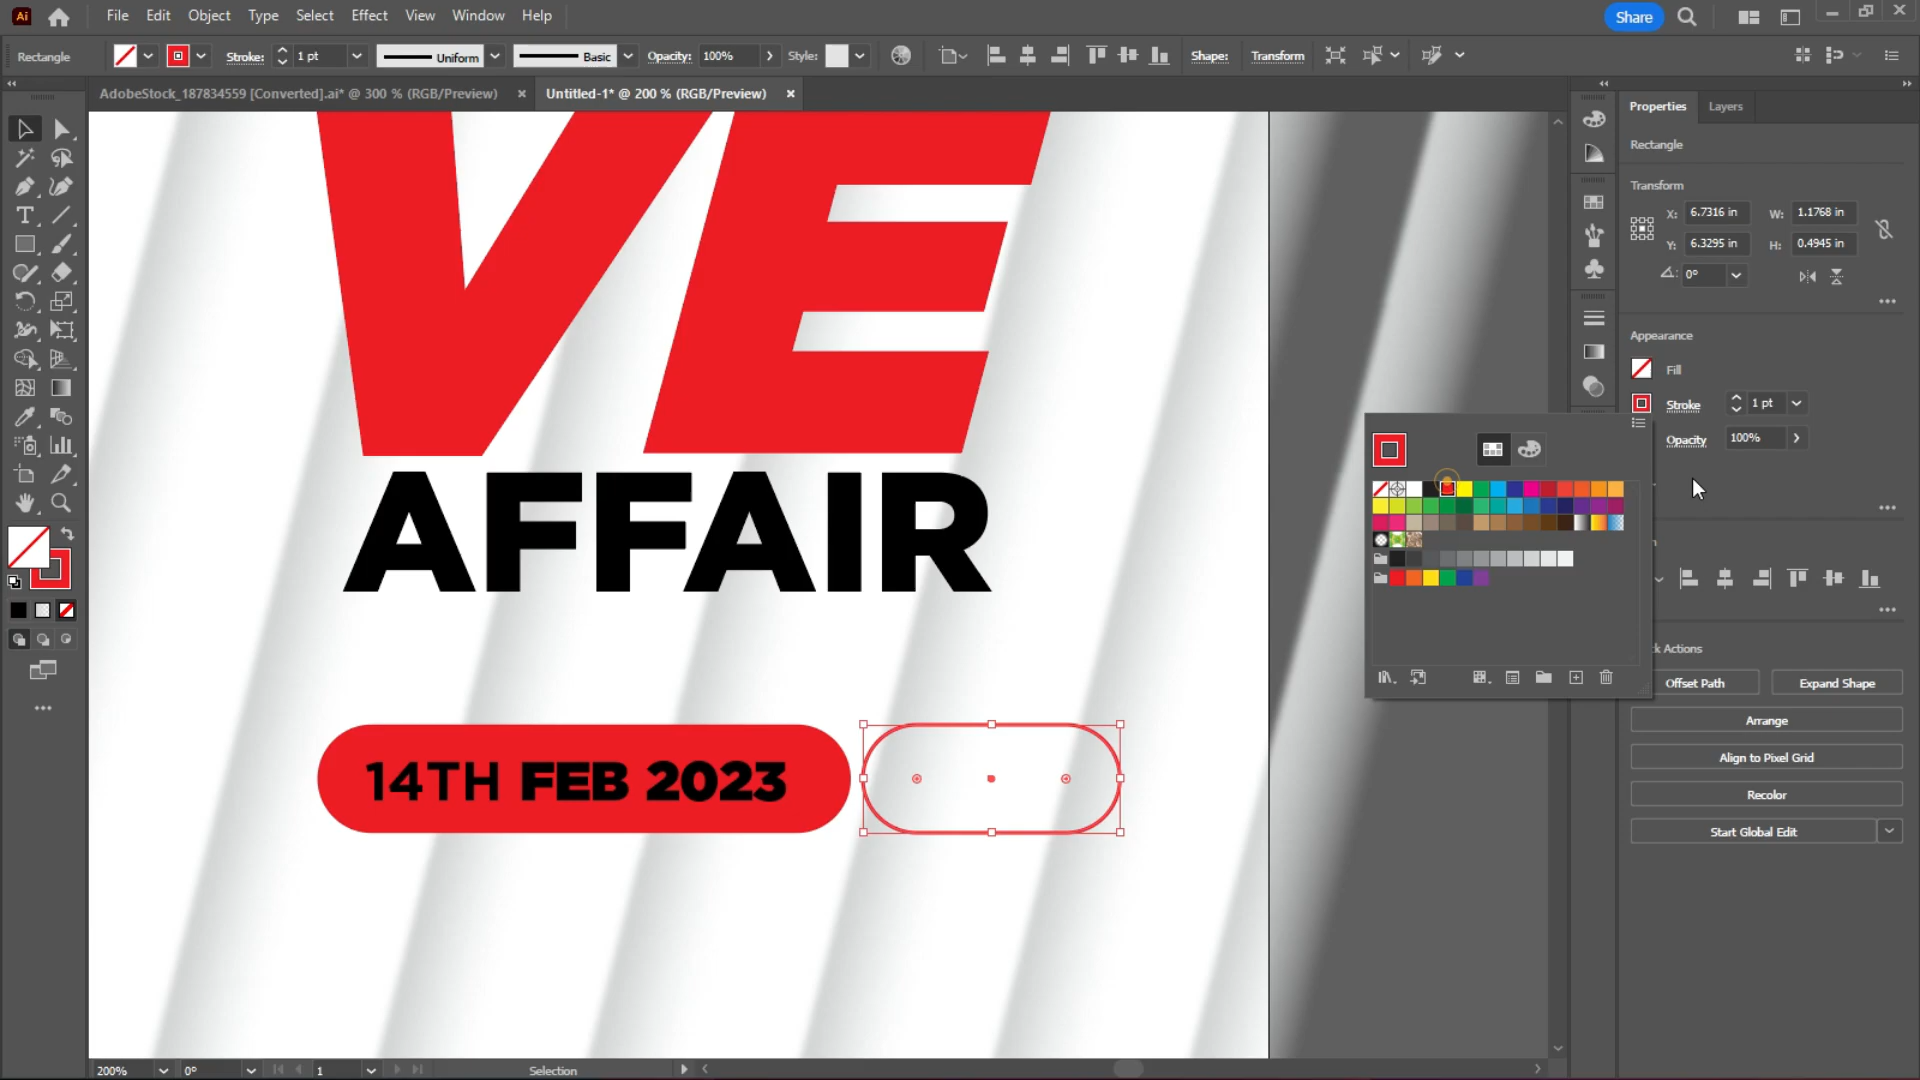 Ai File Edit Object Type Select Effect View Window Help Share
Rectangle Stroke: 1 pt Uniform Basic Opacity: 100% Style: Shape: Transform
AdobeStock_187834559 [Converted].ai* @ 300 % (RGB/Preview) × Untitled-1* @ 200 % (RGB/Preview) ×
Properties Layers
Rectangle
Transform
X: 6.7316 in W: 1.1768 in
Y: 6.3295 in H: 0.4945 in
0°
Appearance
Fill
Stroke 1 pt
Opacity 100%
VE
AFFAIR
14TH FEB 2023
k Actions
Offset Path Expand Shape
Arrange
Align to Pixel Grid
Recolor
Start Global Edit
200% 0° 1 Selection